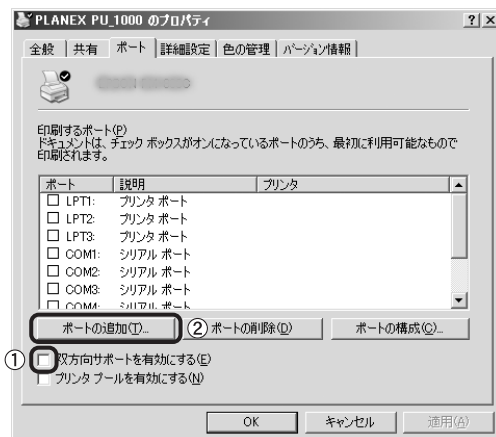 PLANEX PU_1000 のプロパティ
全般 共有 ポート 詳細設定 色の管理 バージョン情報
印刷するポート(P)
ドキュメントは、チェック ボックスがオンになっているポートのうち、最初に利用可能なもので
印刷されます。
ポート 説明 プリンタ
LPT1: プリンタ ポート
LPT2: プリンタ ポート
LPT3: プリンタ ポート
COM1: シリアル ポート
COM2: シリアル ポート
COM3: シリアル ポート
COM4: シリアル ポート
ポートの追加(T)... ② ポートの削除(D) ポートの構成(C)...
① 双方向サポートを有効にする(E)
プリンタ プールを有効にする(N)
OK キャンセル 適用(A)